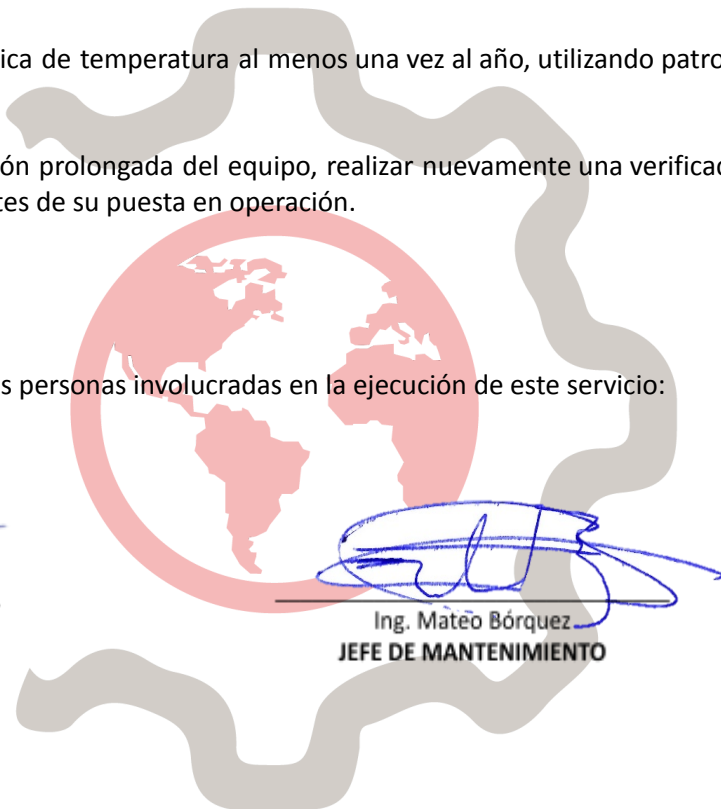 ica de temperatura al menos una vez al año, utilizando patro
ón prolongada del equipo, realizar nuevamente una verificac
tes de su puesta en operación.
s personas involucradas en la ejecución de este servicio:
Ing. Mateo Bórquez
JEFE DE MANTENIMIENTO